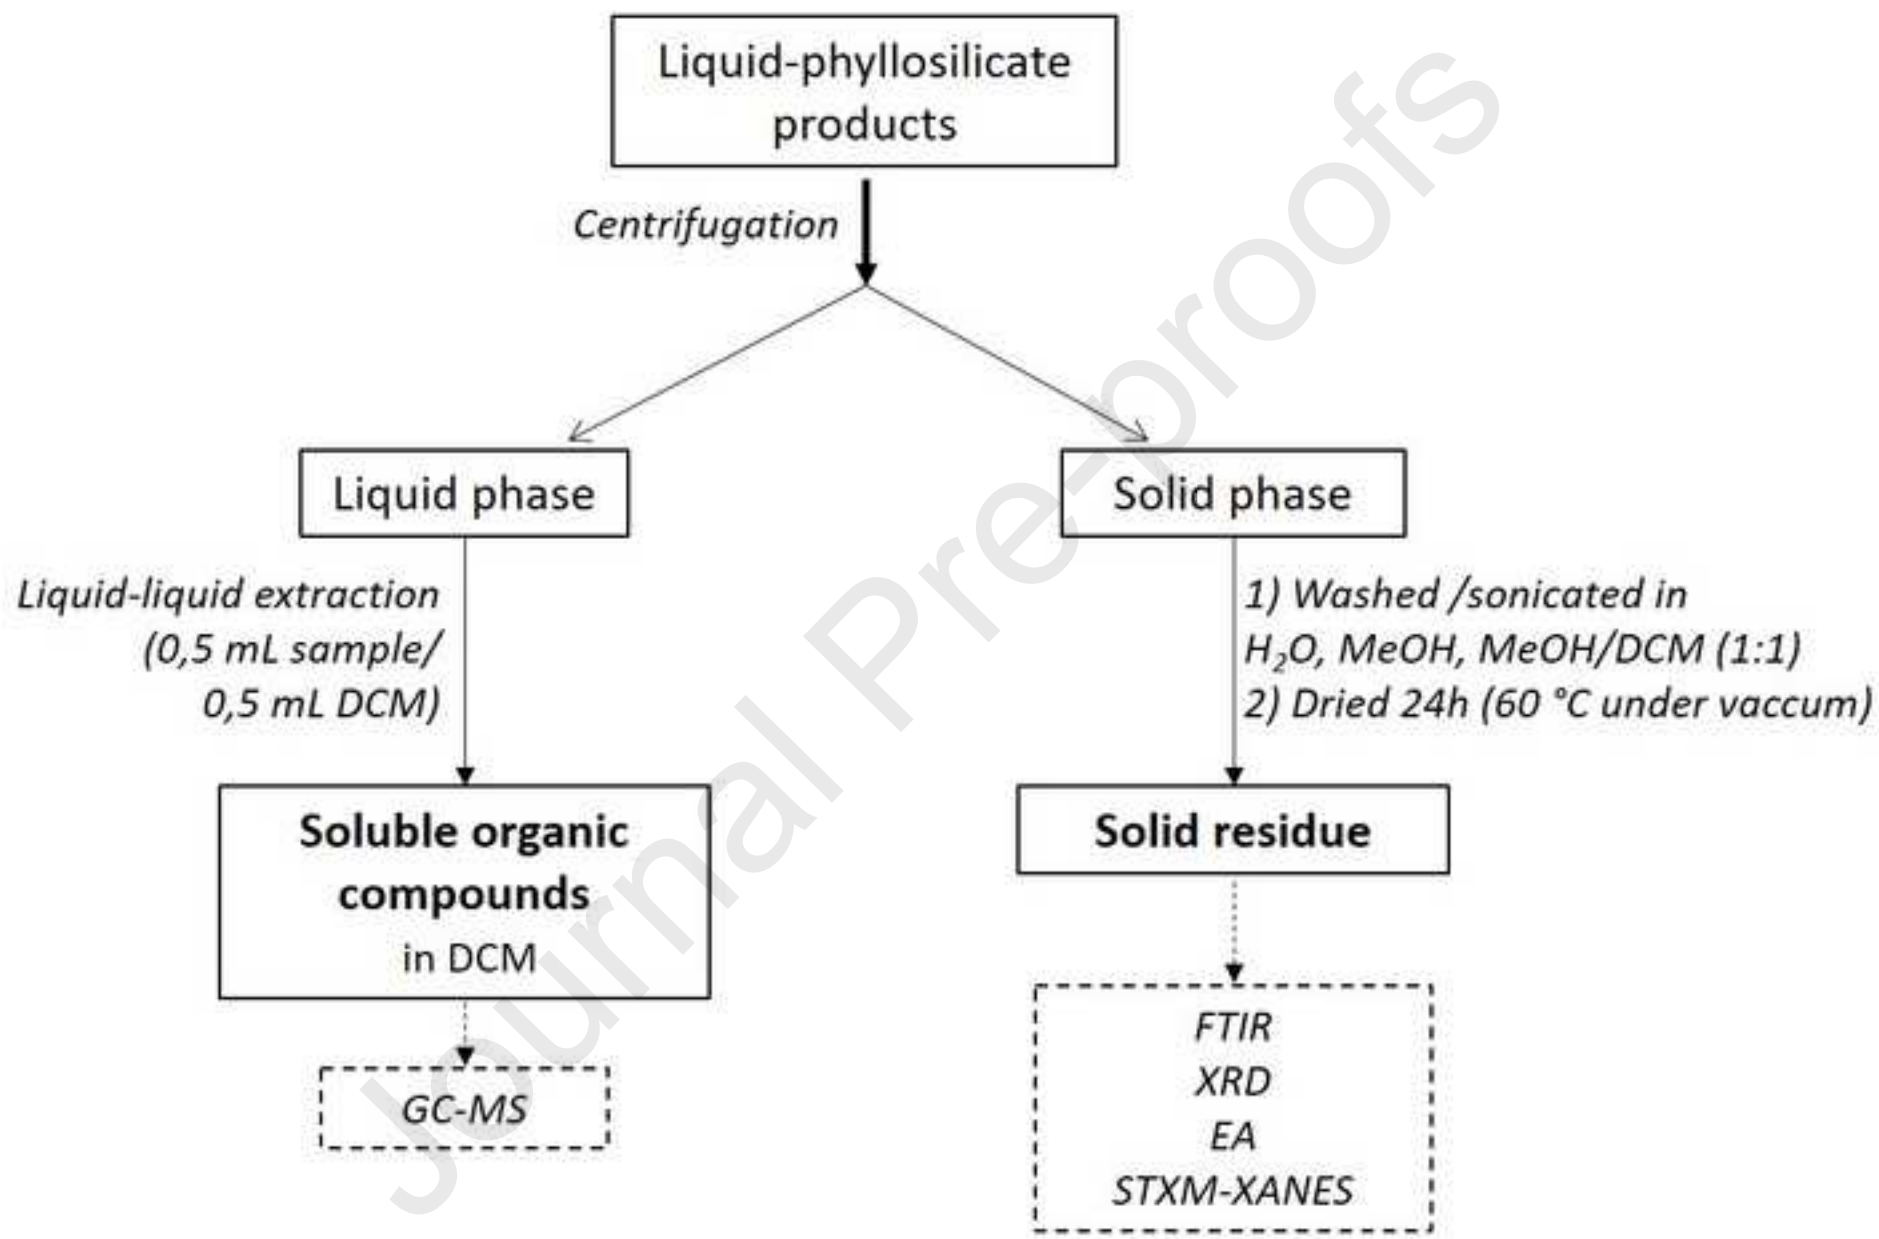 Liquid-phyllosilicate
products
Centrifugation
Liquid phase
Solid phase
Liquid-liquid extraction
(0,5 mL sample/
0,5 mL DCM)
1) Washed /sonicated in
H₂O, MeOH, MeOH/DCM (1:1)
2) Dried 24h (60 °C under vaccum)
Soluble organic
compounds
in DCM
Solid residue
GC-MS
FTIR
XRD
EA
STXM-XANES
Journal Pre-proofs